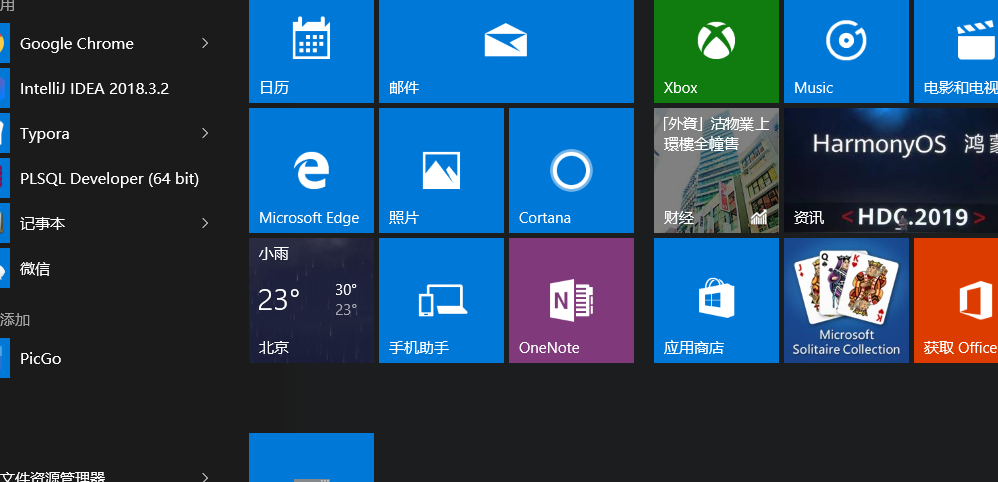 用
Google Chrome
IntelliJ IDEA 2018.3.2
Typora
PLSQL Developer (64 bit)
记事本
微信
添加
PicGo
文件资源管理器
日历
邮件
Microsoft Edge
照片
Cortana
小雨
23°
30°
23°
北京
手机助手
OneNote
Xbox
Music
电影和电视
「外資」沽物業上
環樓全幢售
财经
HarmonyOS 鸿蒙
< HDC.2019 >
资讯
应用商店
Microsoft
Solitaire Collection
获取 Office